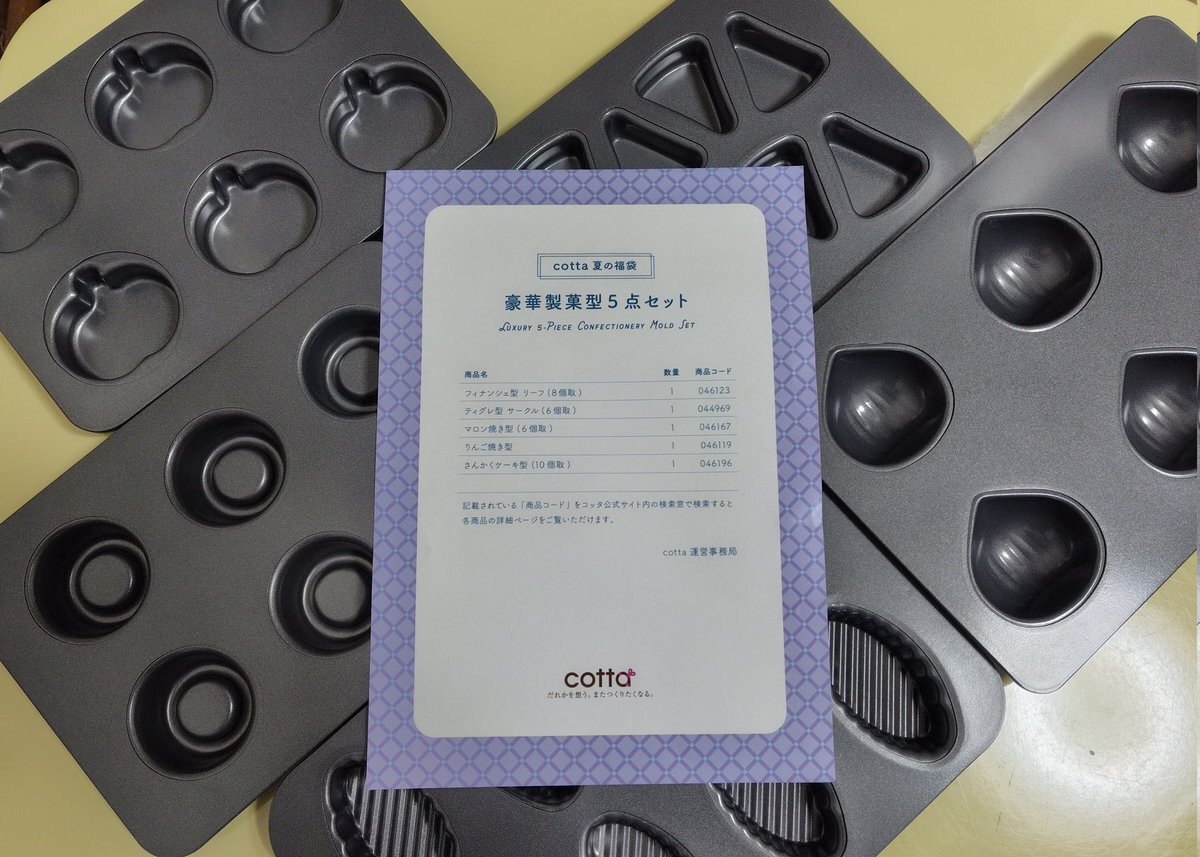 cotta 夏の福袋
豪華製菓型5点セット
LUXURY 5-PIECE CONFECTIONERY MOLD SET
商品名 数量 商品コード
フィナンシェ型 リーフ(8個取) 1 046123
ティグレ型 サークル(6個取) 1 044969
マロン焼き型(6個取) 1 046167
りんご焼き型 1 046119
さんかくケーキ型(10個取) 1 046196
記載されている「商品コード」をコッタ公式サイト内の検索窓で検索すると
各商品の詳細ページをご覧いただけます。
cotta 運営事務局
cotta
だれかを想う。またつくりたくなる。